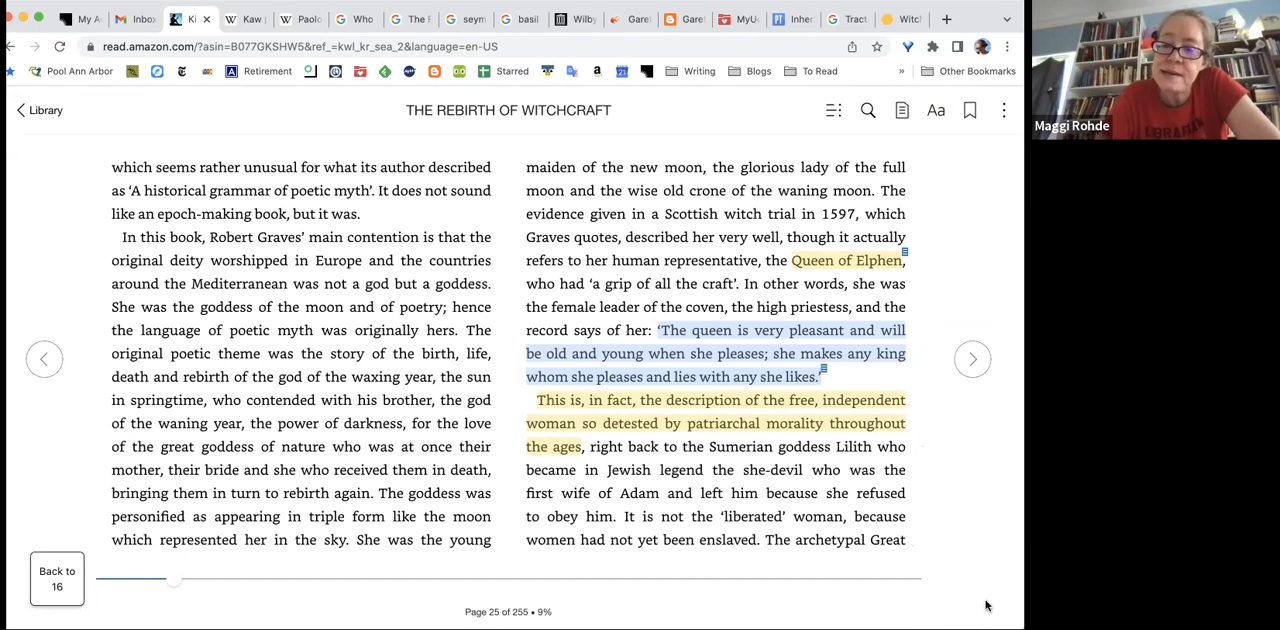 My A
Inbox
Ki
Kaw
Paolo
Who
The F
seym
basil
Wilby
Garet
Garet
MyU
Inher
Tract
Witcl
read.amazon.com/?asin=B077GKSHW5&ref_=kwl_kr_sea_2&language=en-US
Pool Ann Arbor
Retirement
Starred
Writing
Blogs
To Read
»
Other Bookmarks
Library
THE REBIRTH OF WITCHCRAFT
Aa
which seems rather unusual for what its author described
as ‘A historical grammar of poetic myth’. It does not sound
like an epoch-making book, but it was.
In this book, Robert Graves’ main contention is that the
original deity worshipped in Europe and the countries
around the Mediterranean was not a god but a goddess.
She was the goddess of the moon and of poetry; hence
the language of poetic myth was originally hers. The
original poetic theme was the story of the birth, life,
death and rebirth of the god of the waxing year, the sun
in springtime, who contended with his brother, the god
of the waning year, the power of darkness, for the love
of the great goddess of nature who was at once their
mother, their bride and she who received them in death,
bringing them in turn to rebirth again. The goddess was
personified as appearing in triple form like the moon
which represented her in the sky. She was the young
maiden of the new moon, the glorious lady of the full
moon and the wise old crone of the waning moon. The
evidence given in a Scottish witch trial in 1597, which
Graves quotes, described her very well, though it actually
refers to her human representative, the Queen of Elphen,
who had ‘a grip of all the craft’. In other words, she was
the female leader of the coven, the high priestess, and the
record says of her: ‘The queen is very pleasant and will
be old and young when she pleases; she makes any king
whom she pleases and lies with any she likes.’
This is, in fact, the description of the free, independent
woman so detested by patriarchal morality throughout
the ages, right back to the Sumerian goddess Lilith who
became in Jewish legend the she-devil who was the
first wife of Adam and left him because she refused
to obey him. It is not the ‘liberated’ woman, because
women had not yet been enslaved. The archetypal Great
Back to
16
Page 25 of 255 • 9%
LIBRARIAN
Maggi Rohde